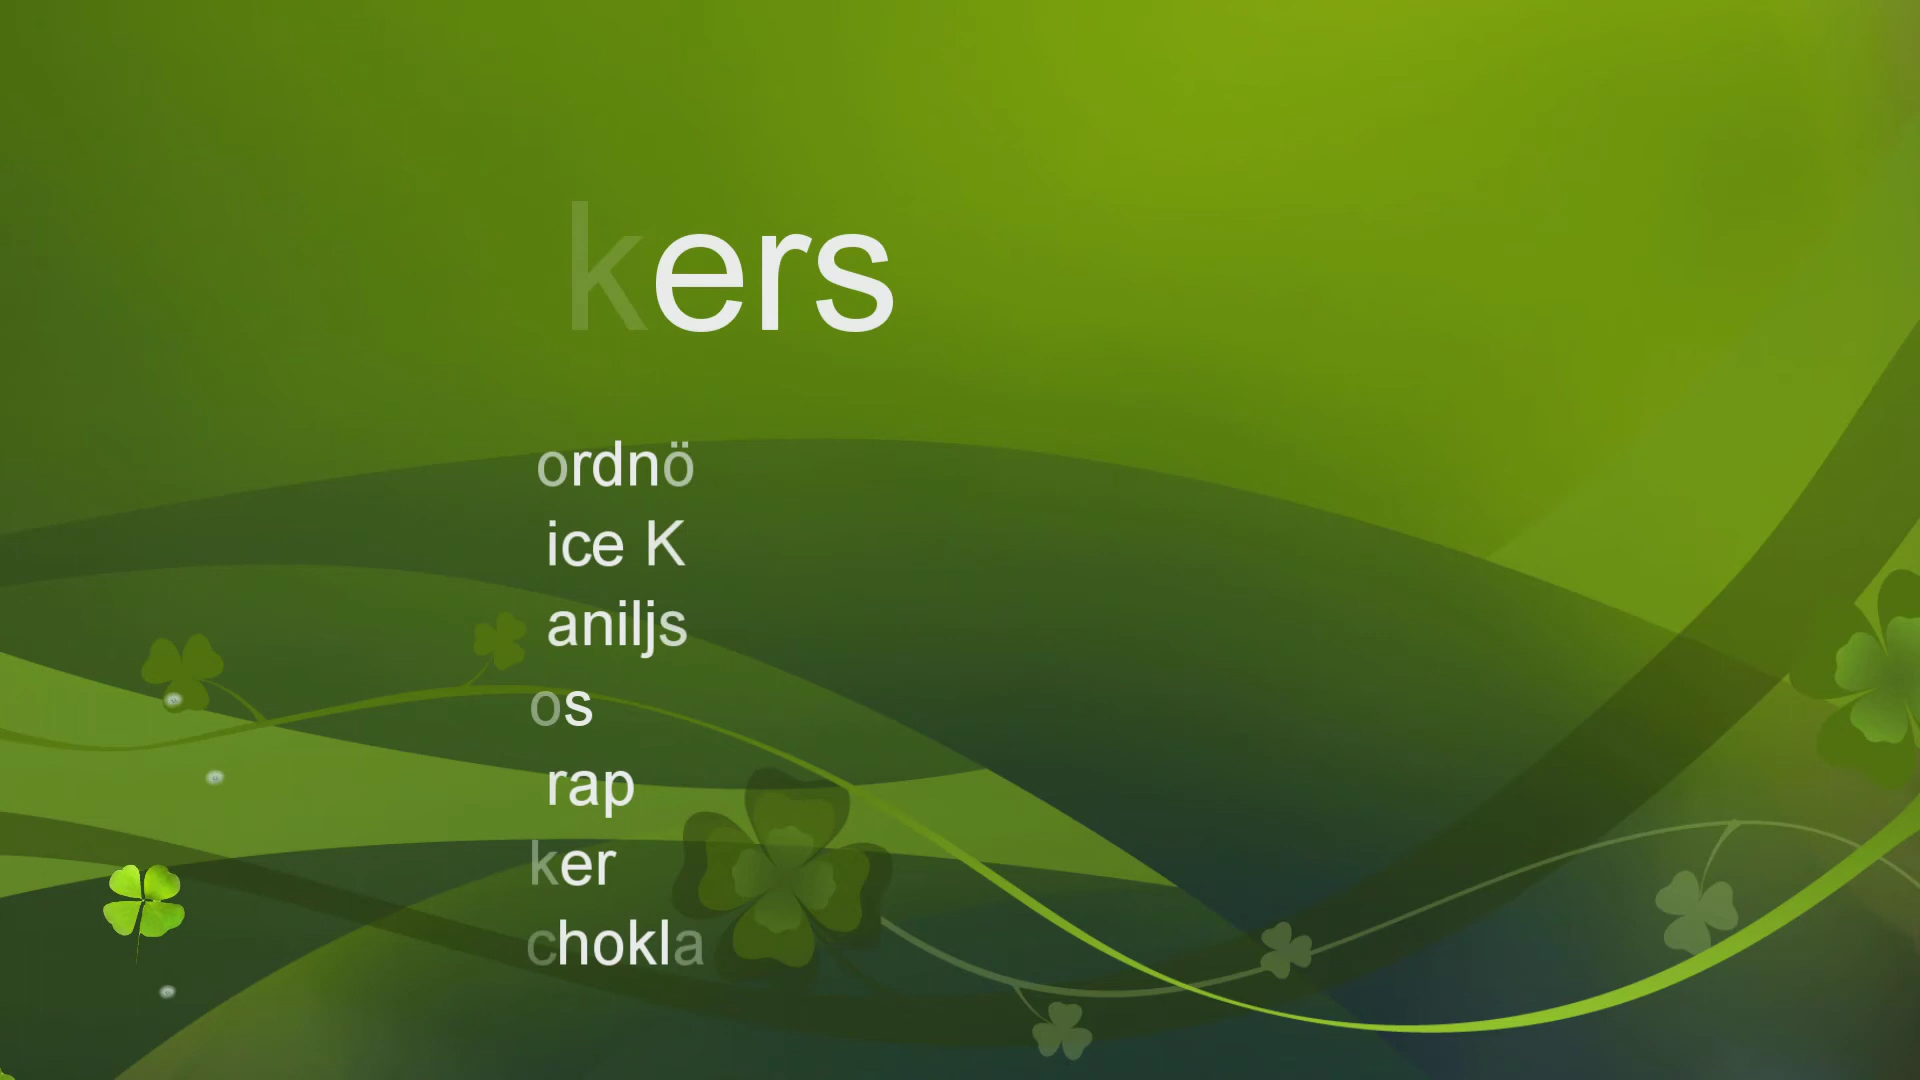 kers
ordnö
ice K
aniljs
os
rap
ker
chokla